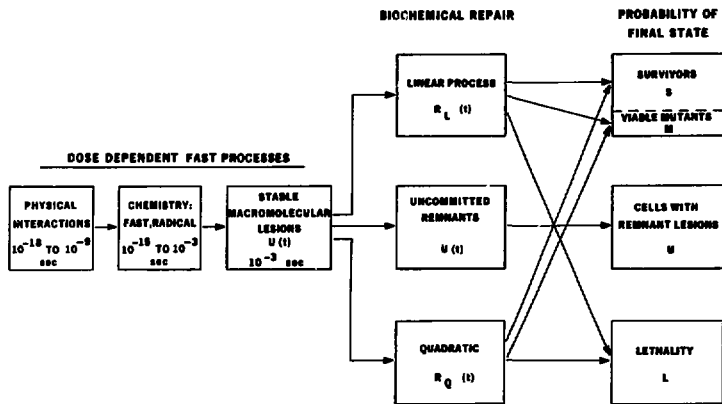 BIOCHEMICAL REPAIR
PROBABILITY OF
FINAL STATE
DOSE DEPENDENT FAST PROCESSES
PHYSICAL
INTERACTIONS
10^-18 TO 10^-9
sec
CHEMISTRY:
FAST, RADICAL
10^-15 TO 10^-3
sec
STABLE
MACROMOLECULAR
LESIONS
U(t)
10^-3 sec
LINEAR PROCESS
R_L (t)
UNCOMMITTED
REMNANTS
U(t)
QUADRATIC
R_Q (t)
SURVIVORS
S
VIABLE MUTANTS
M
CELLS WITH
REMNANT LESIONS
U
LETHALITY
L